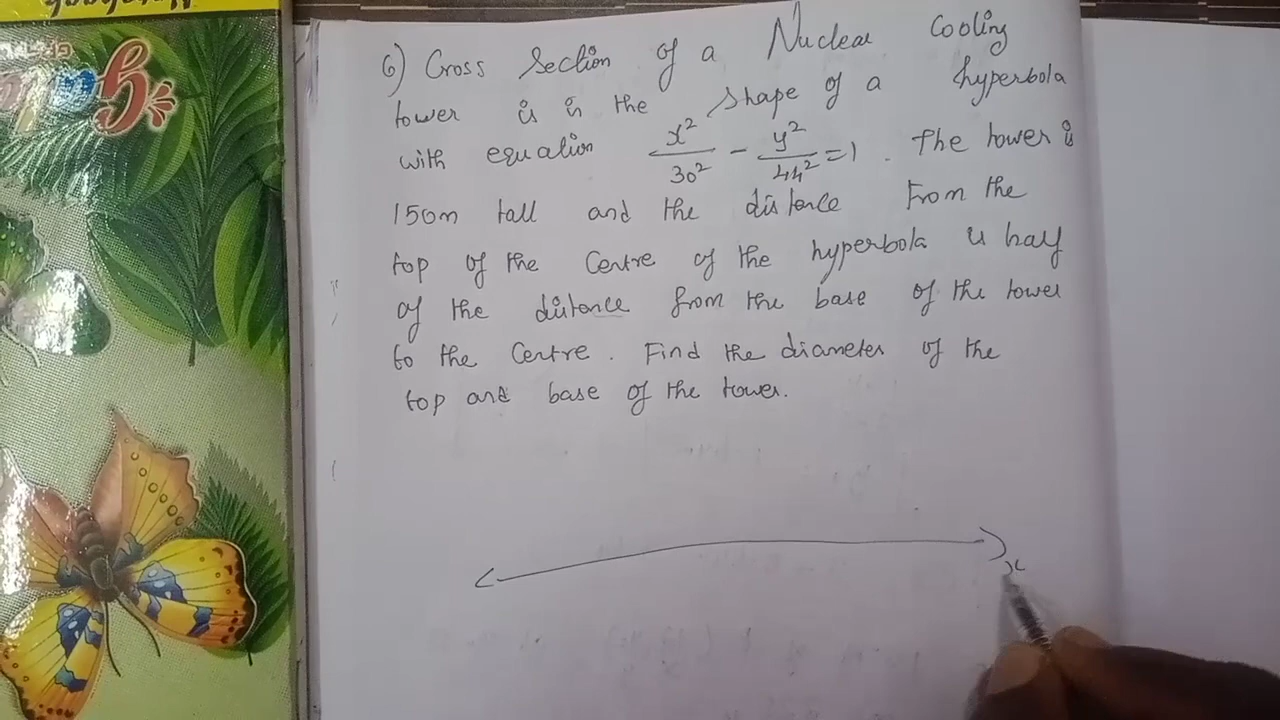 6) Cross Section of a Nuclear Cooling
tower is in the shape of a hyperbola
with equation x²/30² - y²/44² = 1. The tower is
150m tall and the distance from the
top of the Centre of the hyperbola is half
of the distance from the base of the tower
to the Centre. Find the diameter of the
top and base of the tower.
x